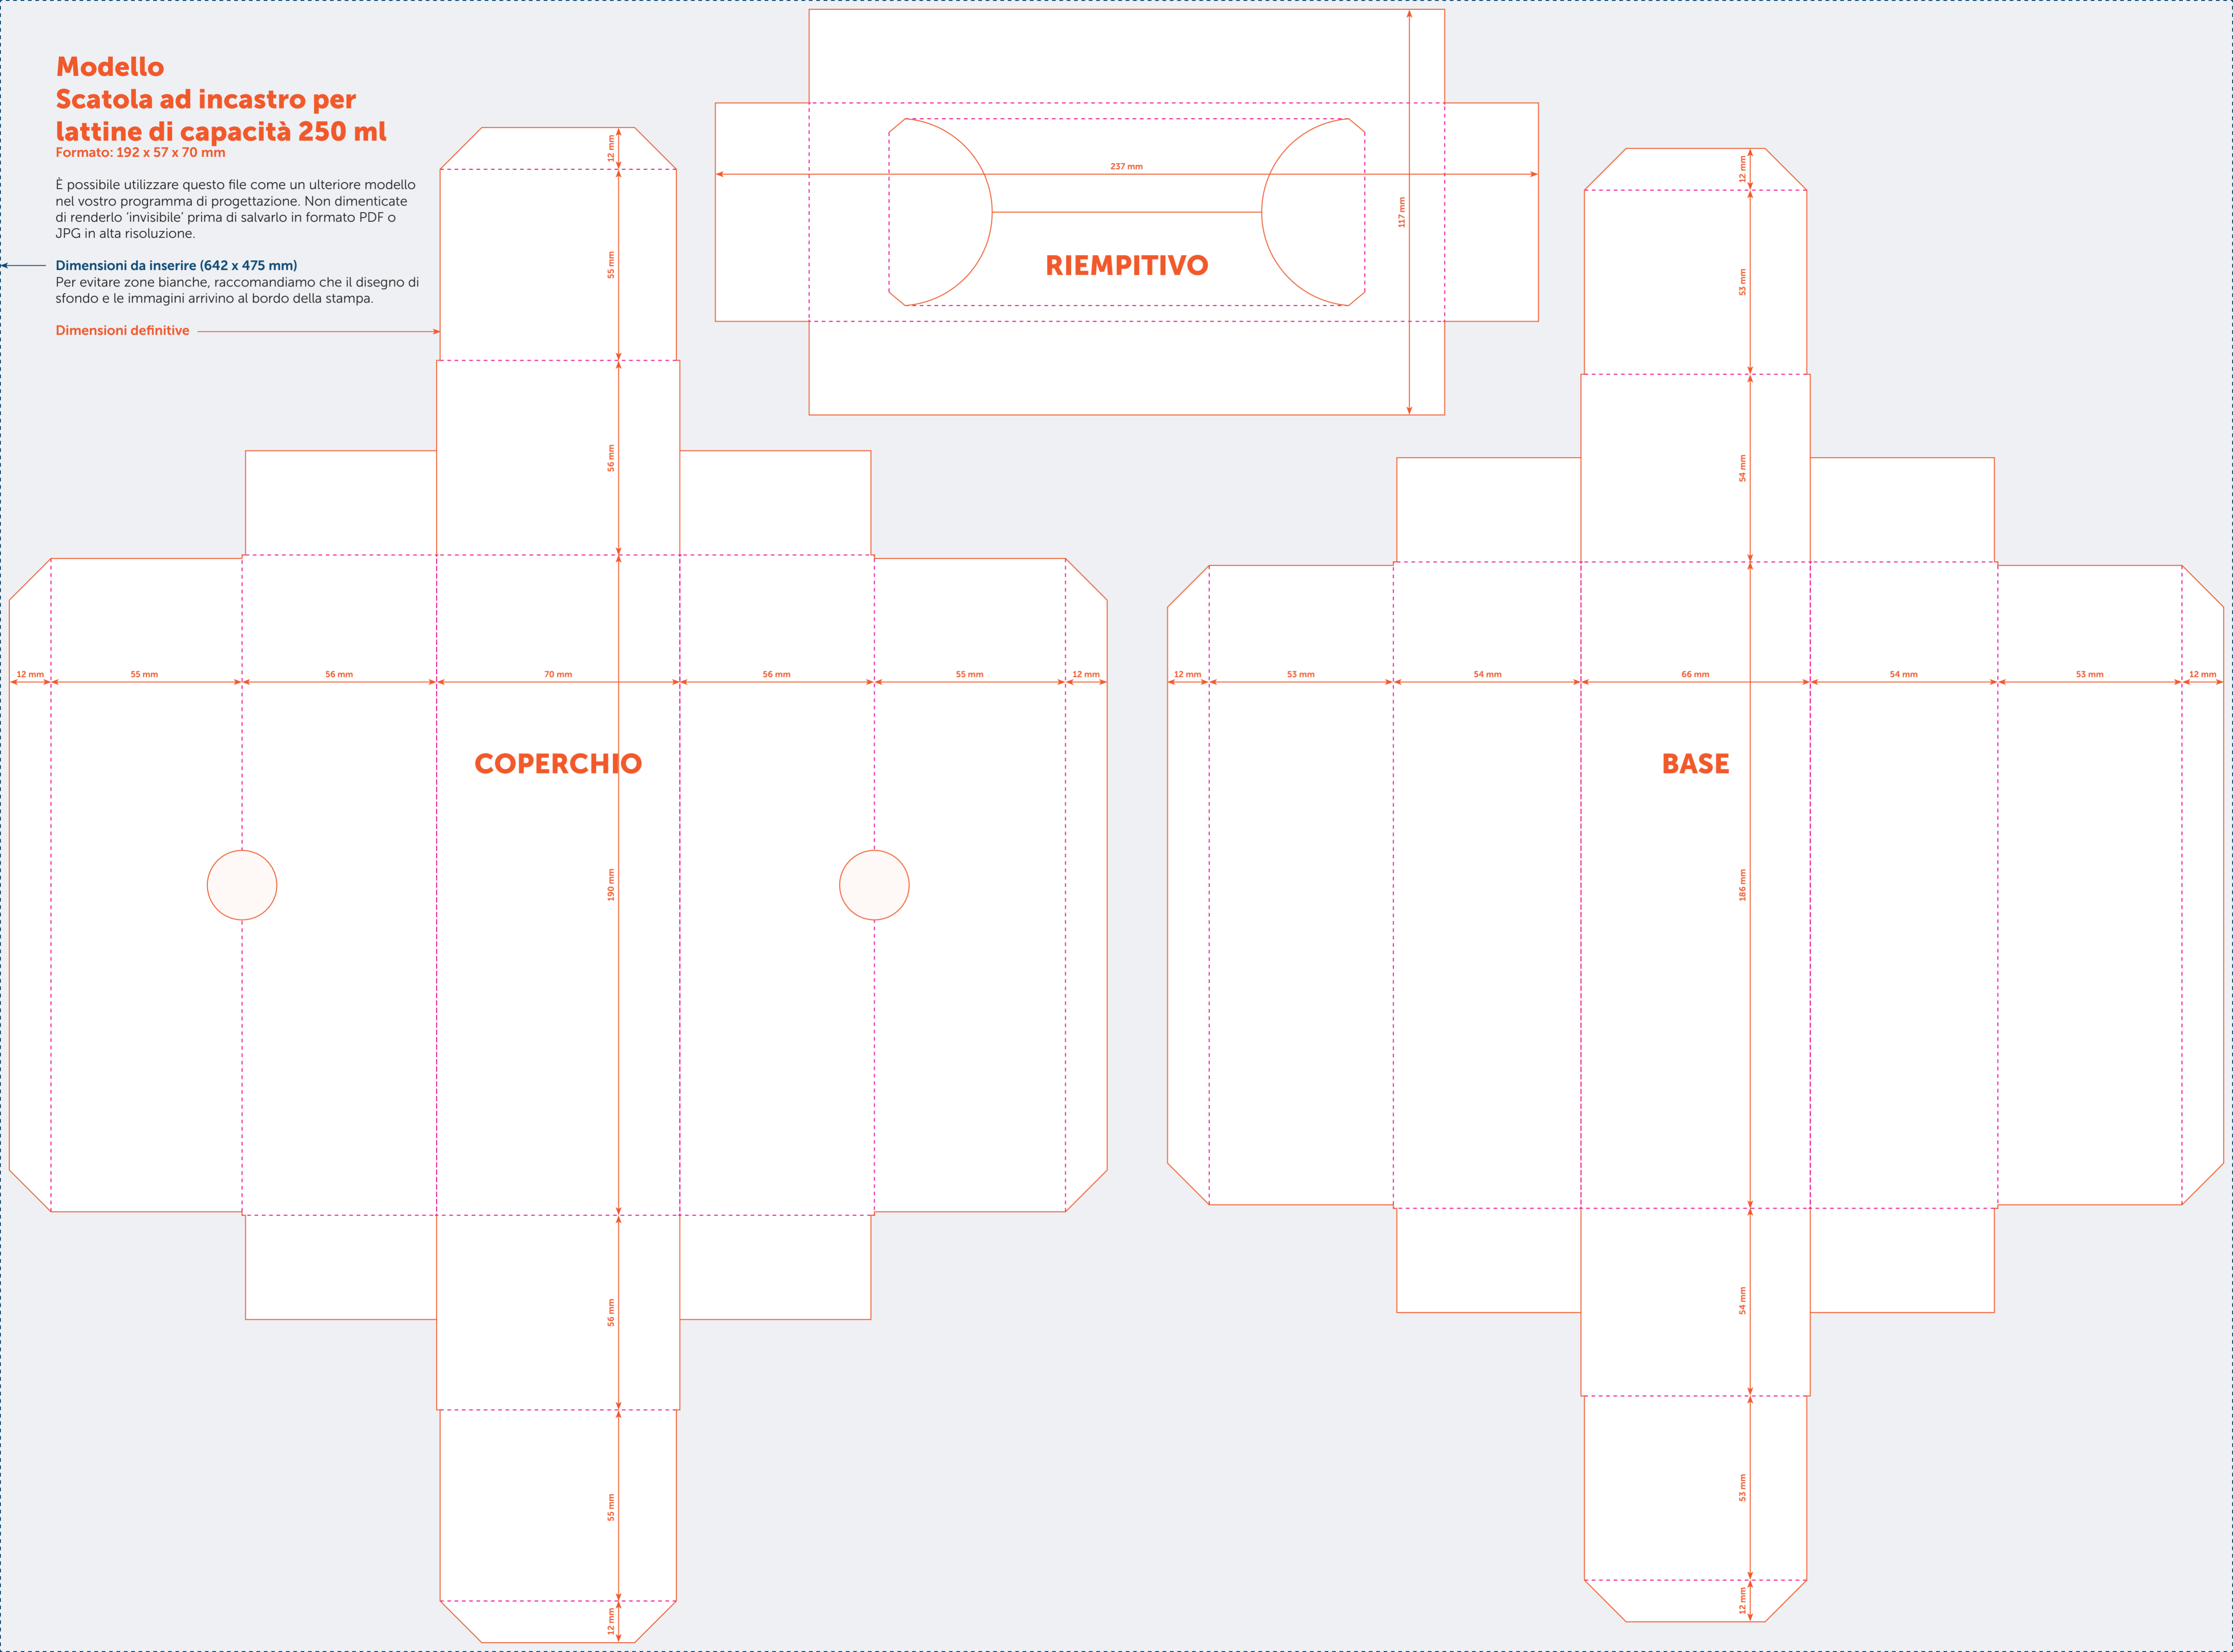 Modello
Scatola ad incastro per
lattine di capacità 250 ml
Formato: 192 x 57 x 70 mm
È possibile utilizzare questo file come un ulteriore modello
nel vostro programma di progettazione. Non dimenticate
di renderlo ‘invisibile’ prima di salvarlo in formato PDF o
JPG in alta risoluzione.
Dimensioni da inserire (642 x 475 mm)
Per evitare zone bianche, raccomandiamo che il disegno di
sfondo e le immagini arrivino al bordo della stampa.
Dimensioni definitive
237 mm
117 mm
RIEMPITIVO
12 mm
55 mm
56 mm
12 mm
55 mm
56 mm
70 mm
56 mm
55 mm
12 mm
COPERCHIO
190 mm
56 mm
55 mm
12 mm
12 mm
53 mm
54 mm
12 mm
53 mm
54 mm
66 mm
54 mm
53 mm
12 mm
BASE
186 mm
54 mm
53 mm
12 mm